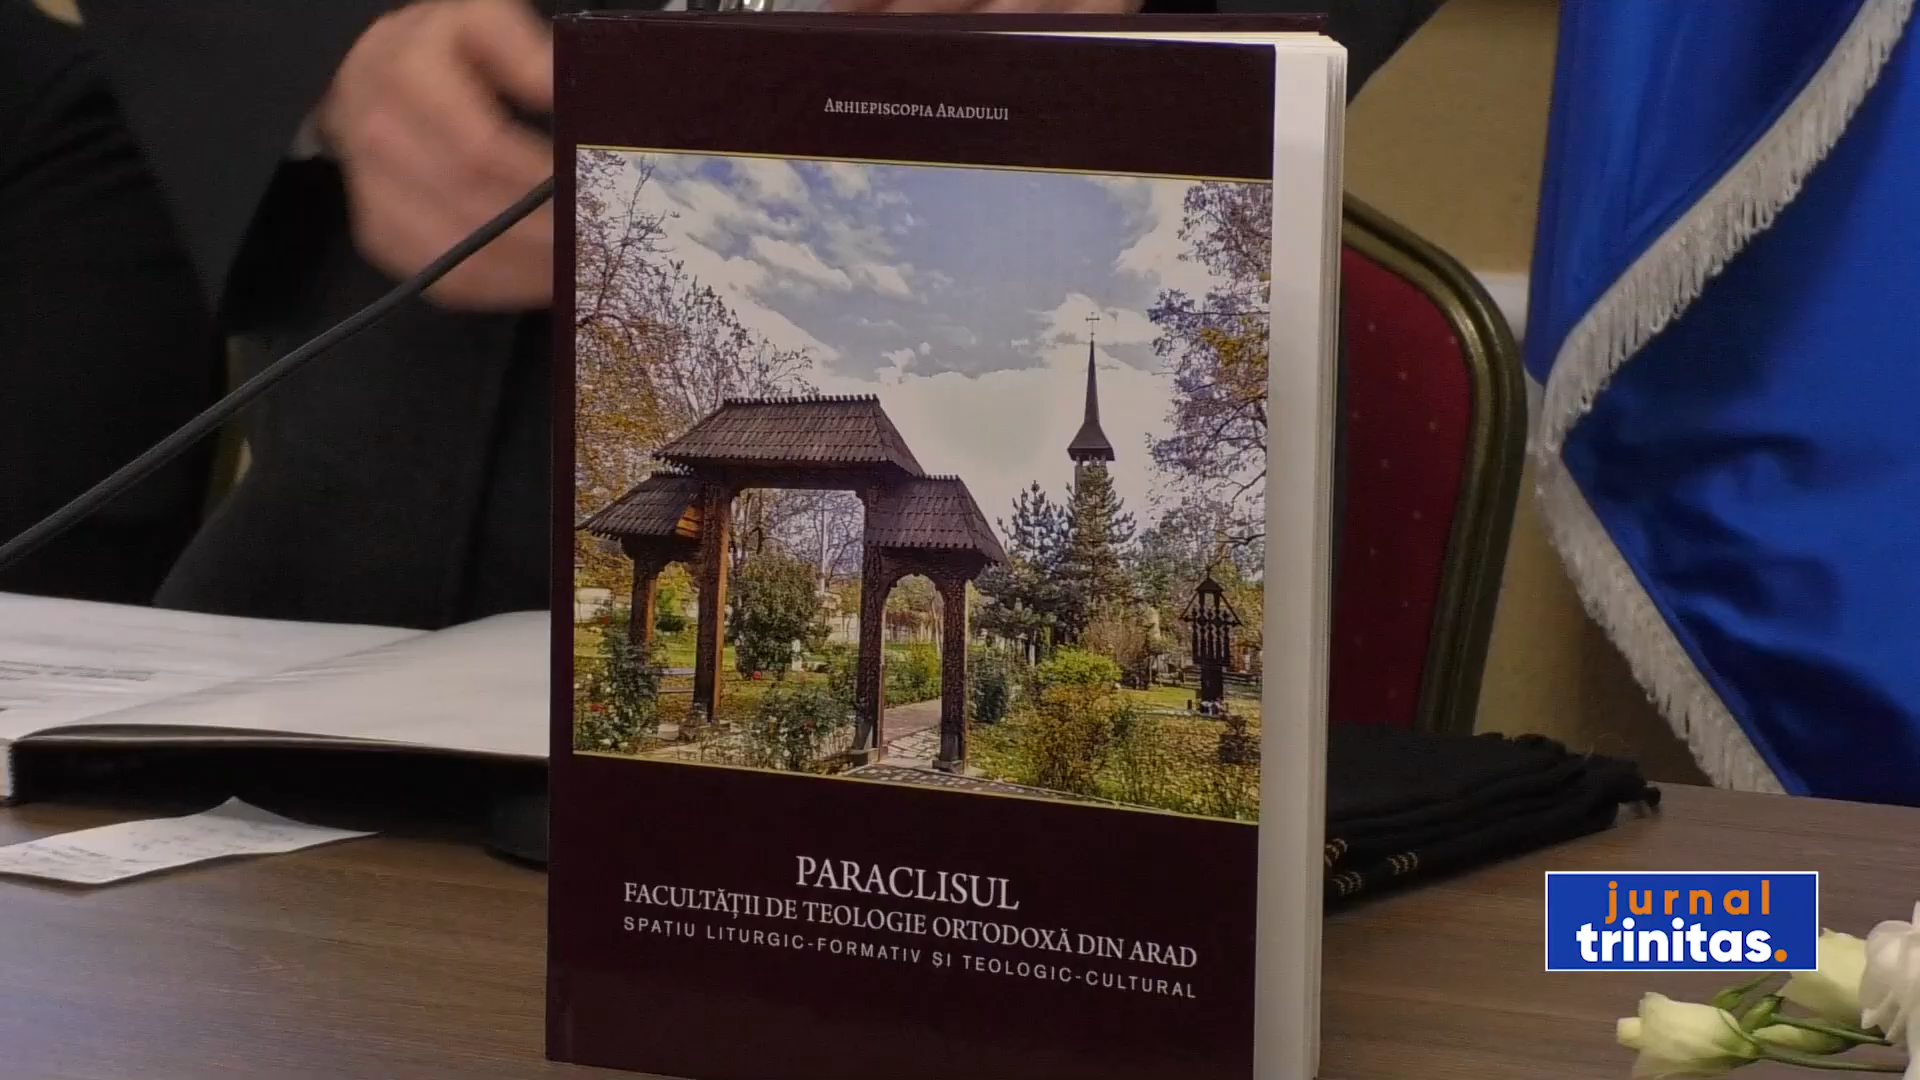 ARHIEPISCOPIA ARADULUI
PARACLISUL
FACULTĂȚII DE TEOLOGIE ORTODOXĂ DIN ARAD
SPAȚIU LITURGIC-FORMATIV ȘI TEOLOGIC-CULTURAL
jurnal
trinitas.